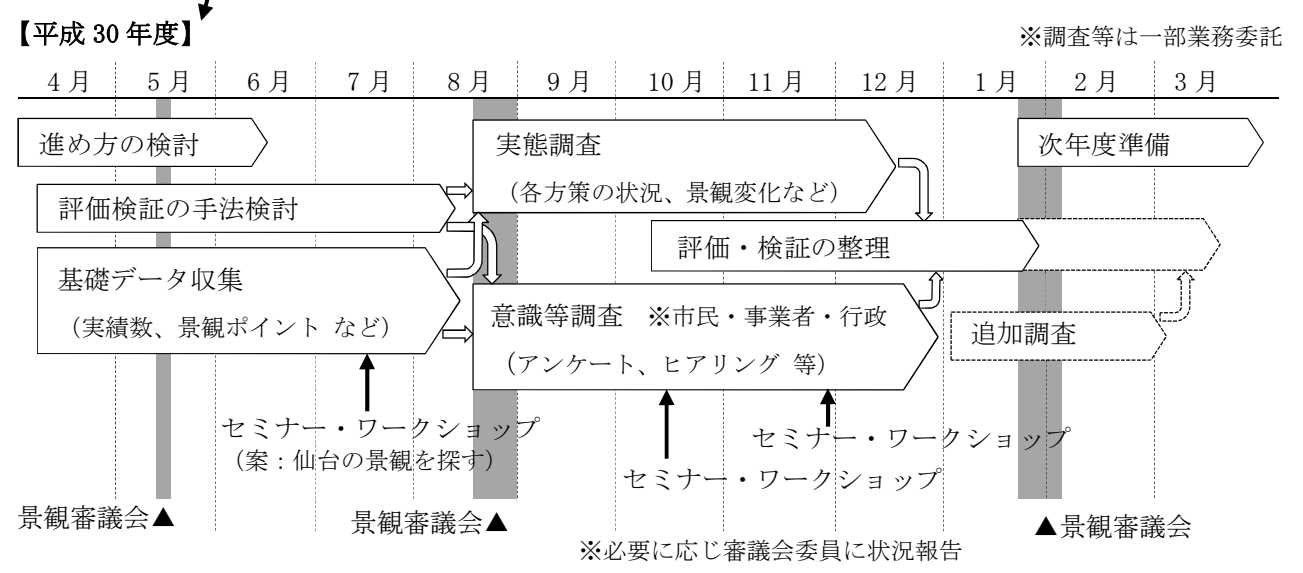 【平成 30 年度】
※調査等は一部業務委託
4 月 5 月 6 月 7 月 8 月 9 月 10 月 11 月 12 月 1 月 2 月 3 月
進め方の検討
実態調査
(各方策の状況、景観変化など)
次年度準備
評価検証の手法検討
評価・検証の整理
基礎データ収集
(実績数、景観ポイント など)
意識等調査 ※市民・事業者・行政
(アンケート、ヒアリング 等)
追加調査
セミナー・ワークショップ
(案：仙台の景観を探す)
セミナー・ワークショップ
セミナー・ワークショップ
景観審議会▲
景観審議会▲
▲景観審議会
※必要に応じ審議会委員に状況報告